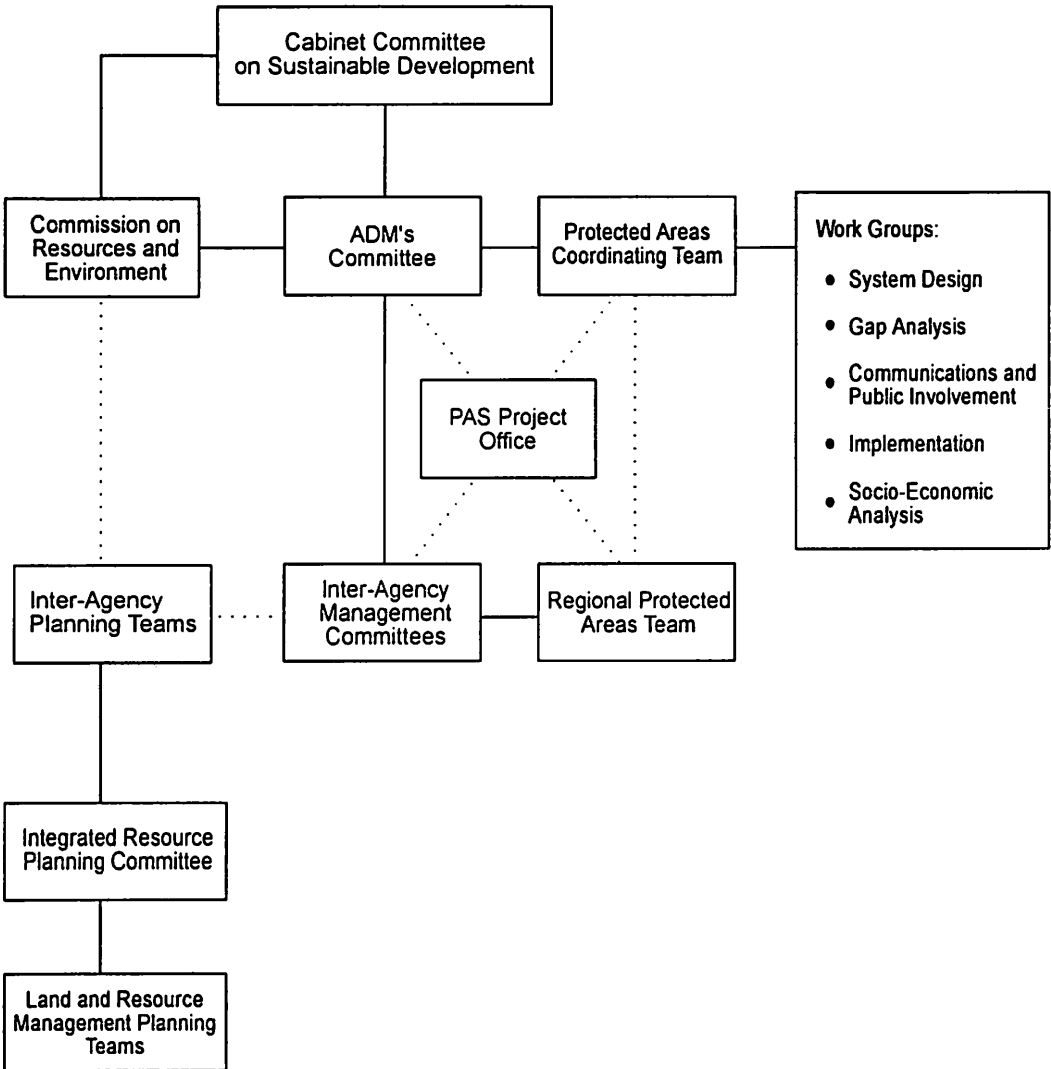 Cabinet Committee
on Sustainable Development
Commission on
Resources and
Environment
ADM's
Committee
Protected Areas
Coordinating Team
Work Groups:
• System Design
• Gap Analysis
• Communications and
Public Involvement
• Implementation
• Socio-Economic
Analysis
PAS Project
Office
Inter-Agency
Planning Teams
Inter-Agency
Management
Committees
Regional Protected
Areas Team
Integrated Resource
Planning Committee
Land and Resource
Management Planning
Teams